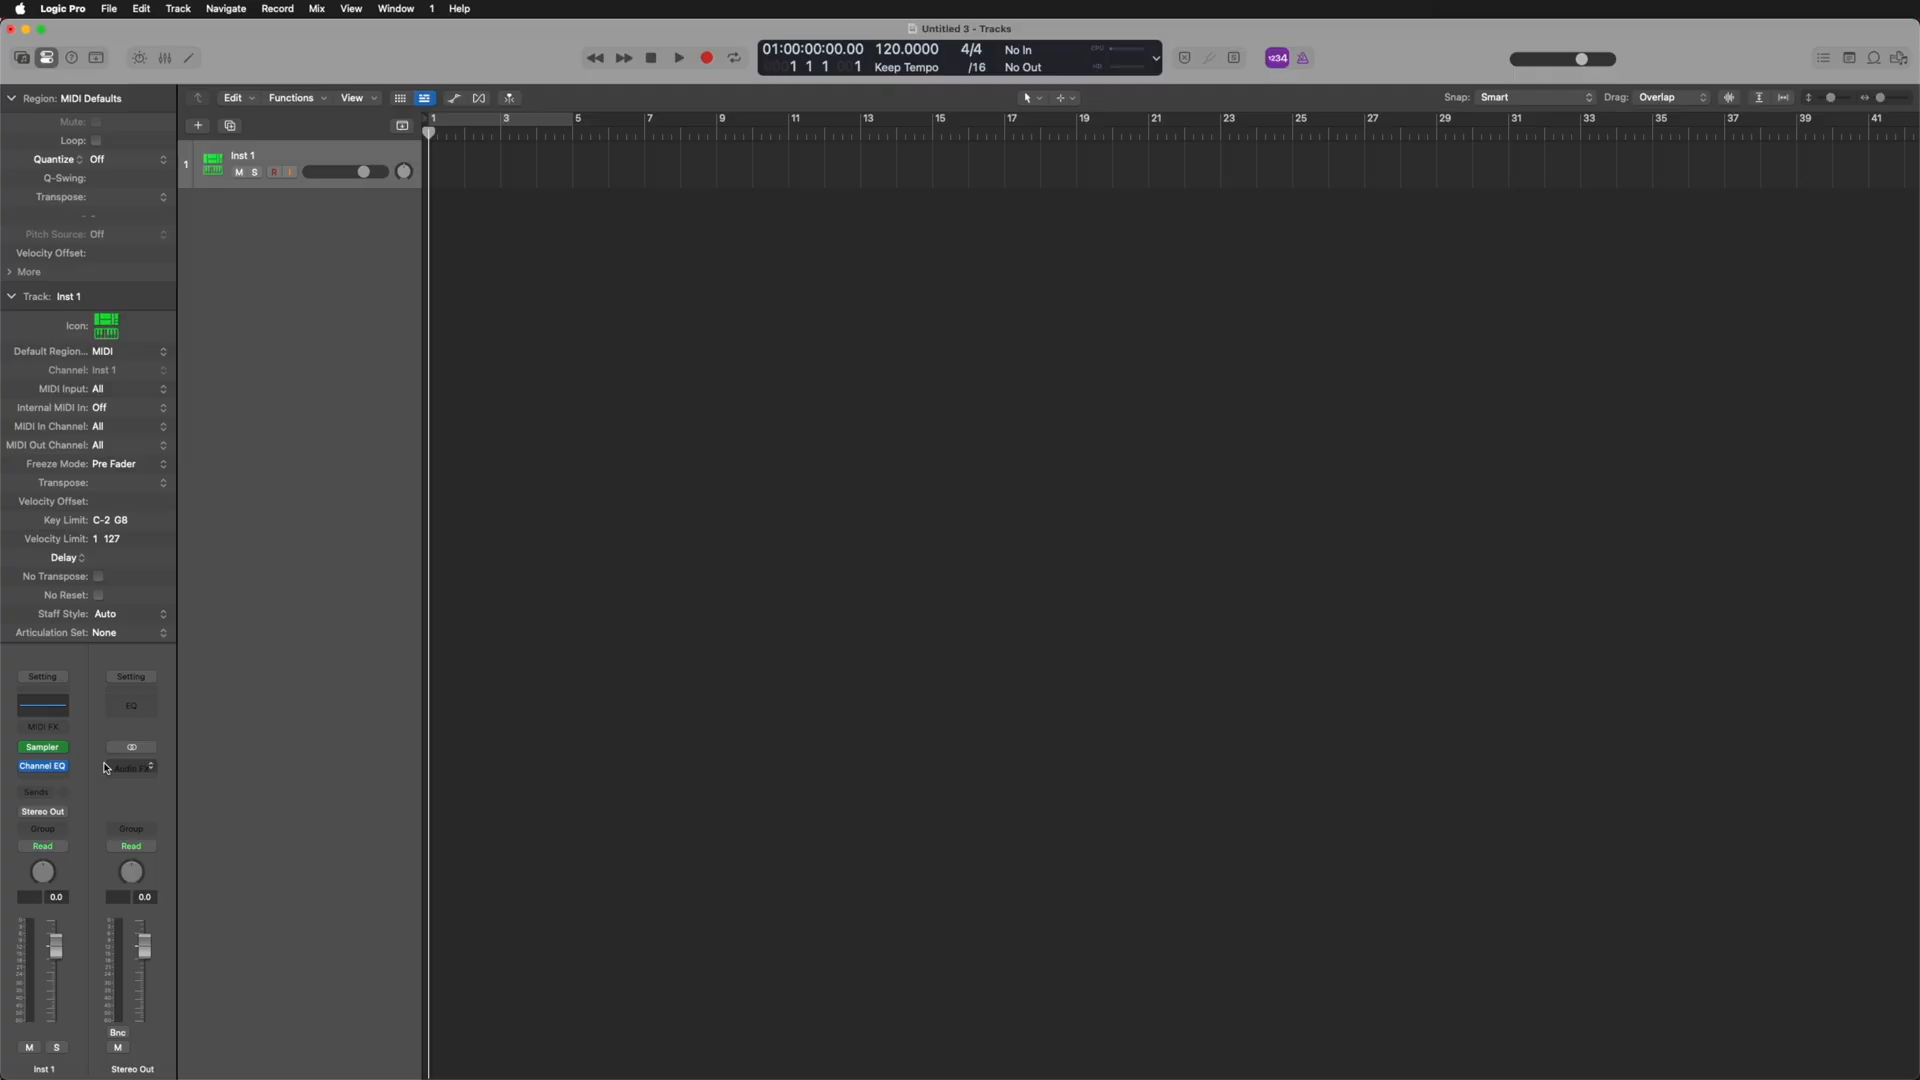 Logic Pro File Edit Track Navigate Record Mix View Window 1 Help
Untitled 3 - Tracks
01:00:00:00.00 120.0000 4/4 No In CPU
1 1 1 001 Keep Tempo /16 No Out HD
1234
S
Region: MIDI Defaults
Edit Functions View
Snap: Smart Drag: Overlap
Mute:
Loop:
Quantize Off
Q-Swing:
Transpose:
- -
Pitch Source: Off
Velocity Offset:
More
1 3 5 7 9 11 13 15 17 19 21 23 25 27 29 31 33 35 37 39 41
1 Inst 1
M S R I
Track: Inst 1
Icon:
Default Region... MIDI
Channel: Inst 1
MIDI Input: All
Internal MIDI In: Off
MIDI In Channel: All
MIDI Out Channel: All
Freeze Mode: Pre Fader
Transpose:
Velocity Offset:
Key Limit: C-2 G8
Velocity Limit: 1 127
Delay
No Transpose:
No Reset:
Staff Style: Auto
Articulation Set: None
Setting Setting
EQ
MIDI FX
Sampler
Channel EQ Audio FX
Sends
Stereo Out
Group Group
Read Read
0.0 0.0
Bnc
M S M
Inst 1 Stereo Out